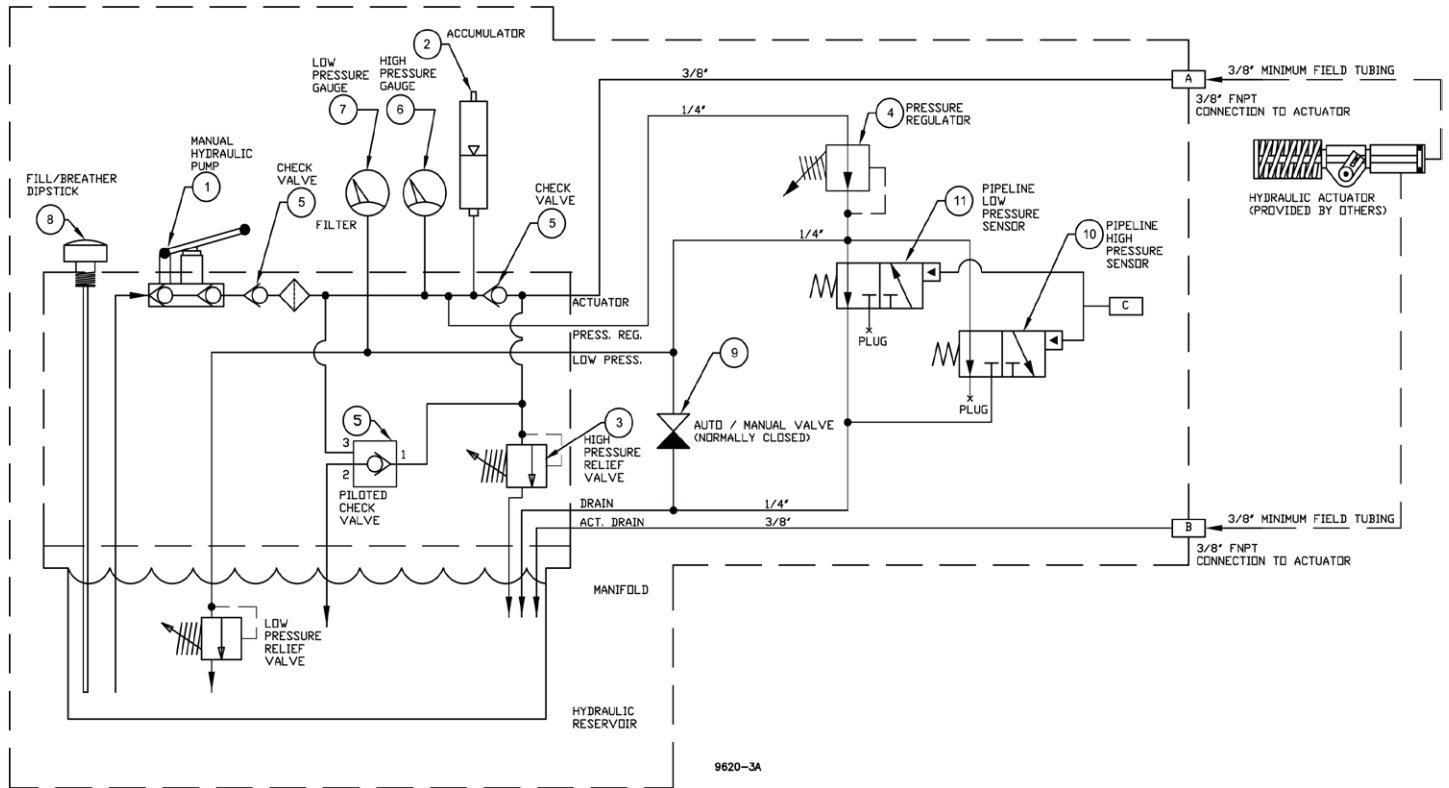 ACCUMULATOR
2
LOW
PRESSURE
GAUGE
HIGH
PRESSURE
GAUGE
7
6
3/8"
A
3/8" MINIMUM FIELD TUBING
3/8" FNPT
CONNECTION TO ACTUATOR
1/4"
4
PRESSURE
REGULATOR
MANUAL
HYDRAULIC
PUMP
1
CHECK
VALVE
5
CHECK
VALVE
5
FILL/BREATHER
DIPSTICK
8
FILTER
11
PIPELINE
LOW
PRESSURE
SENSOR
10
PIPELINE
HIGH
PRESSURE
SENSOR
HYDRAULIC ACTUATOR
(PROVIDED BY OTHERS)
1/4"
ACTUATOR
PRESS. REG.
LOW PRESS.
PLUG
C
PLUG
9
AUTO / MANUAL VALVE
(NORMALLY CLOSED)
5
3
1
2
PILOTED
CHECK
VALVE
3
HIGH
PRESSURE
RELIEF
VALVE
DRAIN
1/4"
ACT. DRAIN
3/8"
B
3/8" MINIMUM FIELD TUBING
3/8" FNPT
CONNECTION TO ACTUATOR
MANIFOLD
LOW
PRESSURE
RELIEF
VALVE
HYDRAULIC
RESERVOIR
9620-3A